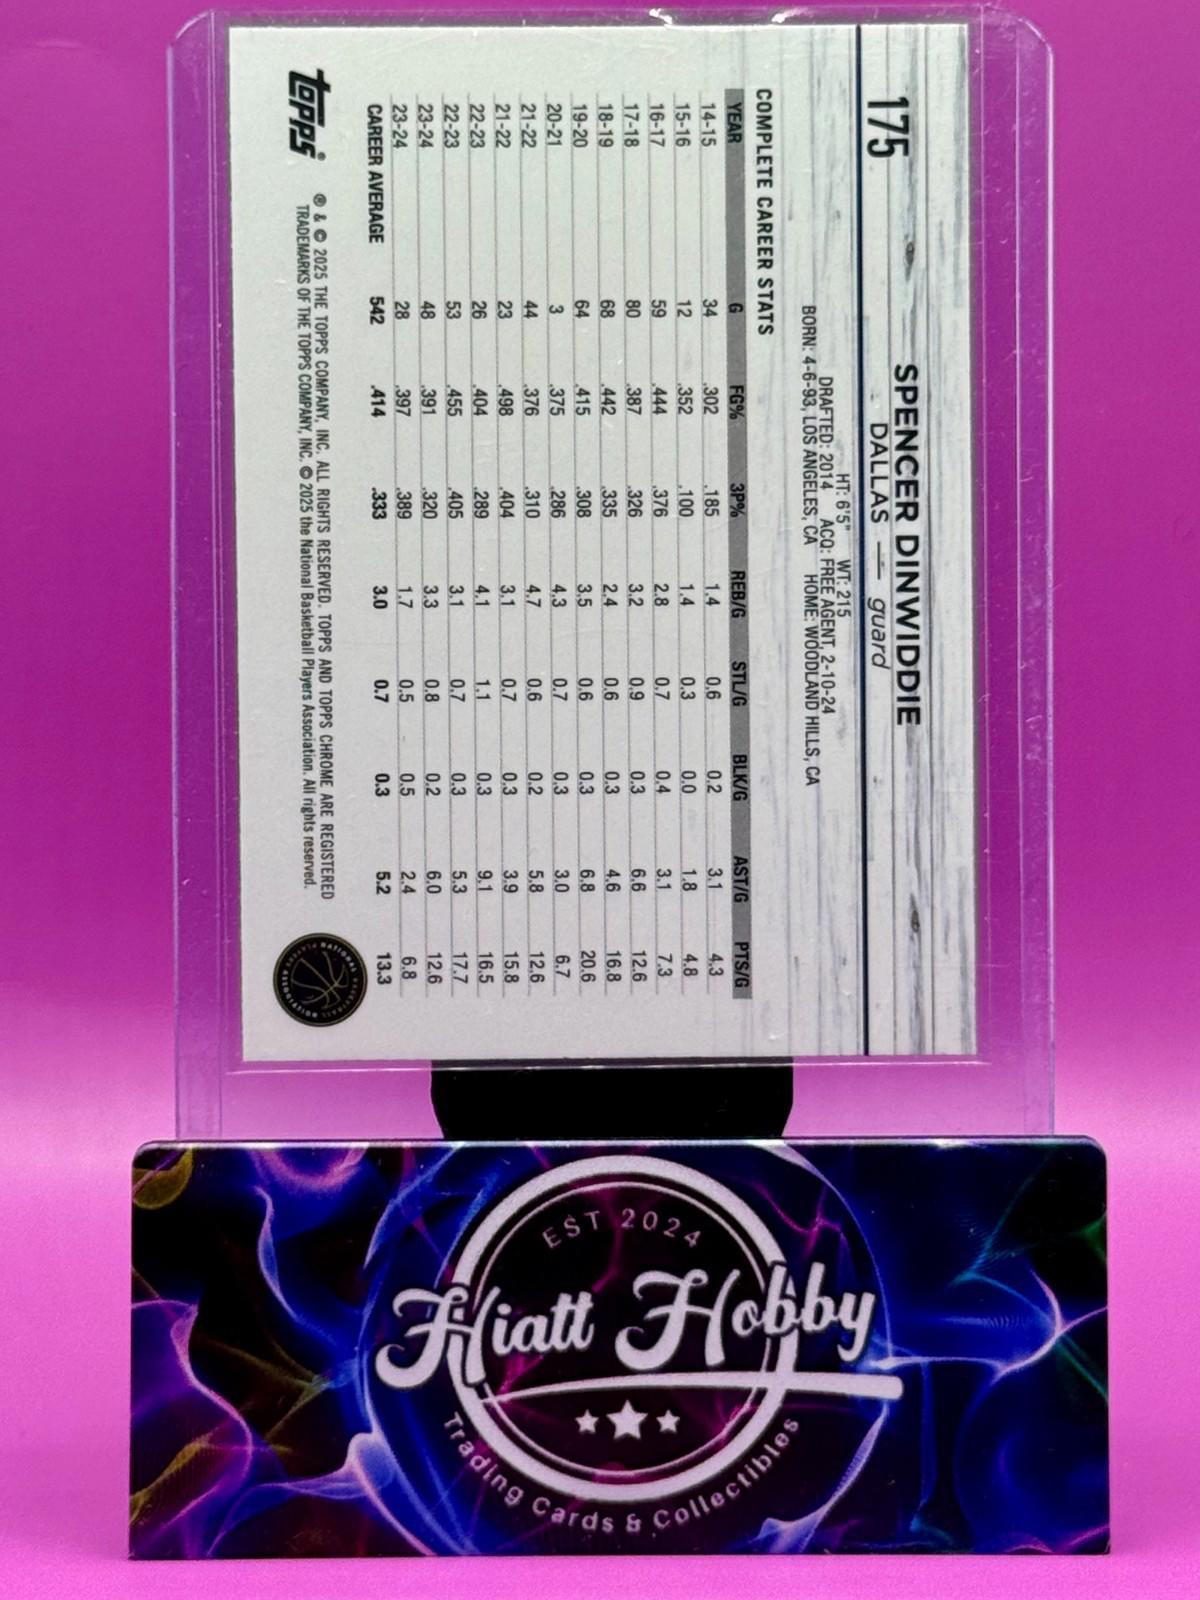 175
SPENCER DINWIDDIE
DALLAS — guard
HT: 6'5" WT: 215
DRAFTED: 2014 ACQ: FREE AGENT, 2-10-24
BORN: 4-6-93, LOS ANGELES, CA HOME: WOODLAND HILLS, CA
COMPLETE CAREER STATS
YEAR G FG% 3P% REB/G STL/G BLK/G AST/G PTS/G
14-15 34 .302 .185 1.4 0.6 0.2 3.1 4.3
15-16 12 .352 .100 1.4 0.3 0.0 1.8 4.8
16-17 59 .444 .376 2.8 0.7 0.4 3.1 7.3
17-18 80 .387 .326 3.2 0.9 0.3 6.6 12.6
18-19 68 .442 .335 2.4 0.6 0.3 4.6 16.8
19-20 64 .415 .308 3.5 0.6 0.3 6.8 20.6
20-21 3 .375 .286 4.3 0.7 0.3 3.0 6.7
21-22 44 .376 .310 4.7 0.6 0.2 5.8 12.6
21-22 23 .498 .404 3.1 0.7 0.3 3.9 15.8
22-23 26 .404 .289 4.1 1.1 0.3 9.1 16.5
22-23 53 .455 .405 3.1 0.7 0.3 5.3 17.7
23-24 48 .391 .320 3.3 0.8 0.2 6.0 12.6
23-24 28 .397 .389 1.7 0.5 0.5 2.4 6.8
CAREER AVERAGE 542 .414 .333 3.0 0.7 0.3 5.2 13.3
topps®
® & © 2025 THE TOPPS COMPANY, INC. ALL RIGHTS RESERVED. TOPPS AND TOPPS CHROME ARE REGISTERED
TRADEMARKS OF THE TOPPS COMPANY, INC. © 2025 the National Basketball Players Association. All rights reserved.
NATIONAL BASKETBALL PLAYERS ASSOCIATION
EST 2024
Hiatt Hobby
Trading Cards & Collectibles